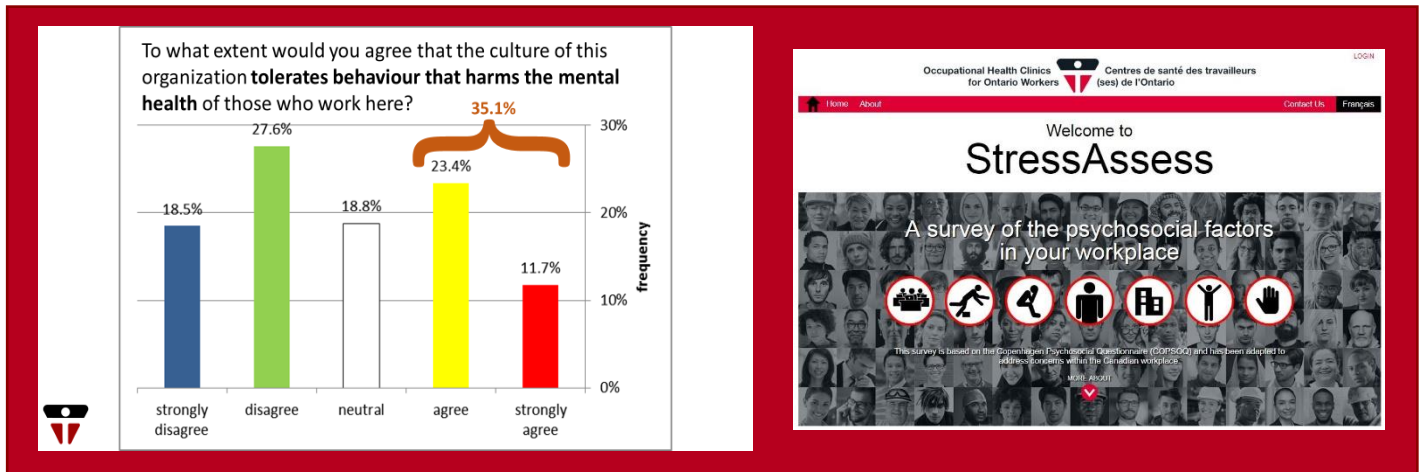 To what extent would you agree that the culture of this
organization tolerates behaviour that harms the mental
health of those who work here?
35.1%
30%
27.6%
23.4%
20%
18.5%
18.8%
11.7%
10%
0%
frequency
strongly
disagree
disagree
neutral
agree
strongly
agree
LOGIN
Occupational Health Clinics
for Ontario Workers
Centres de santé des travailleurs
(ses) de l'Ontario
Home About
Contact Us Français
Welcome to
StressAssess
A survey of the psychosocial factors
in your workplace
This survey is based on the Copenhagen Psychosocial Questionnaire (COPSOQ) and has been adapted to
address concerns within the Canadian workplace
MORE ABOUT